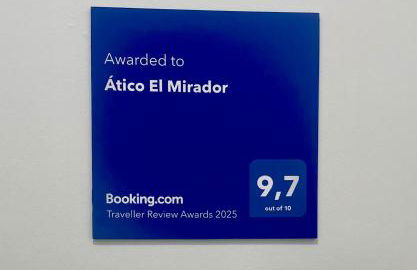 Awarded to
Ático El Mirador
9,7
out of 10
Booking.com
Traveller Review Awards 2025